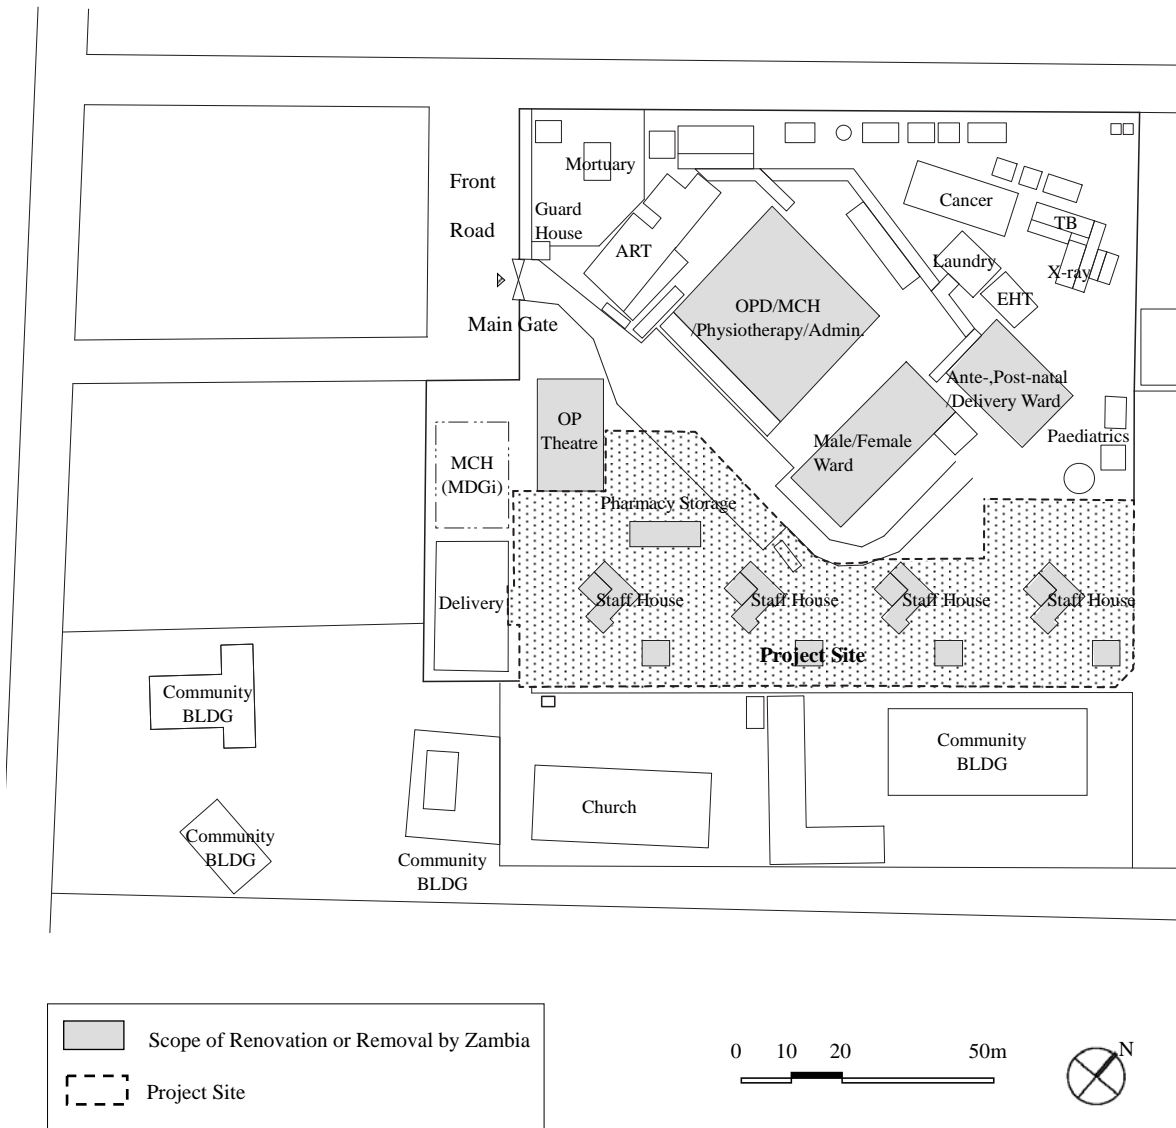 Mortuary
Front
Road
Guard
House
Cancer
TB
ART
Laundry
X-ray
EHT
Main Gate
OPD/MCH
/Physiotherapy/Admin.
Ante-,Post-natal
/Delivery Ward
OP
Theatre
Male/Female
Ward
Paediatrics
MCH
(MDGi)
Pharmacy Storage
Delivery
Staff House
Staff House
Staff House
Staff House
Project Site
Community
BLDG
Community
BLDG
Church
Community
BLDG
Community
BLDG
Scope of Renovation or Removal by Zambia
Project Site
0 10 20 50m
N